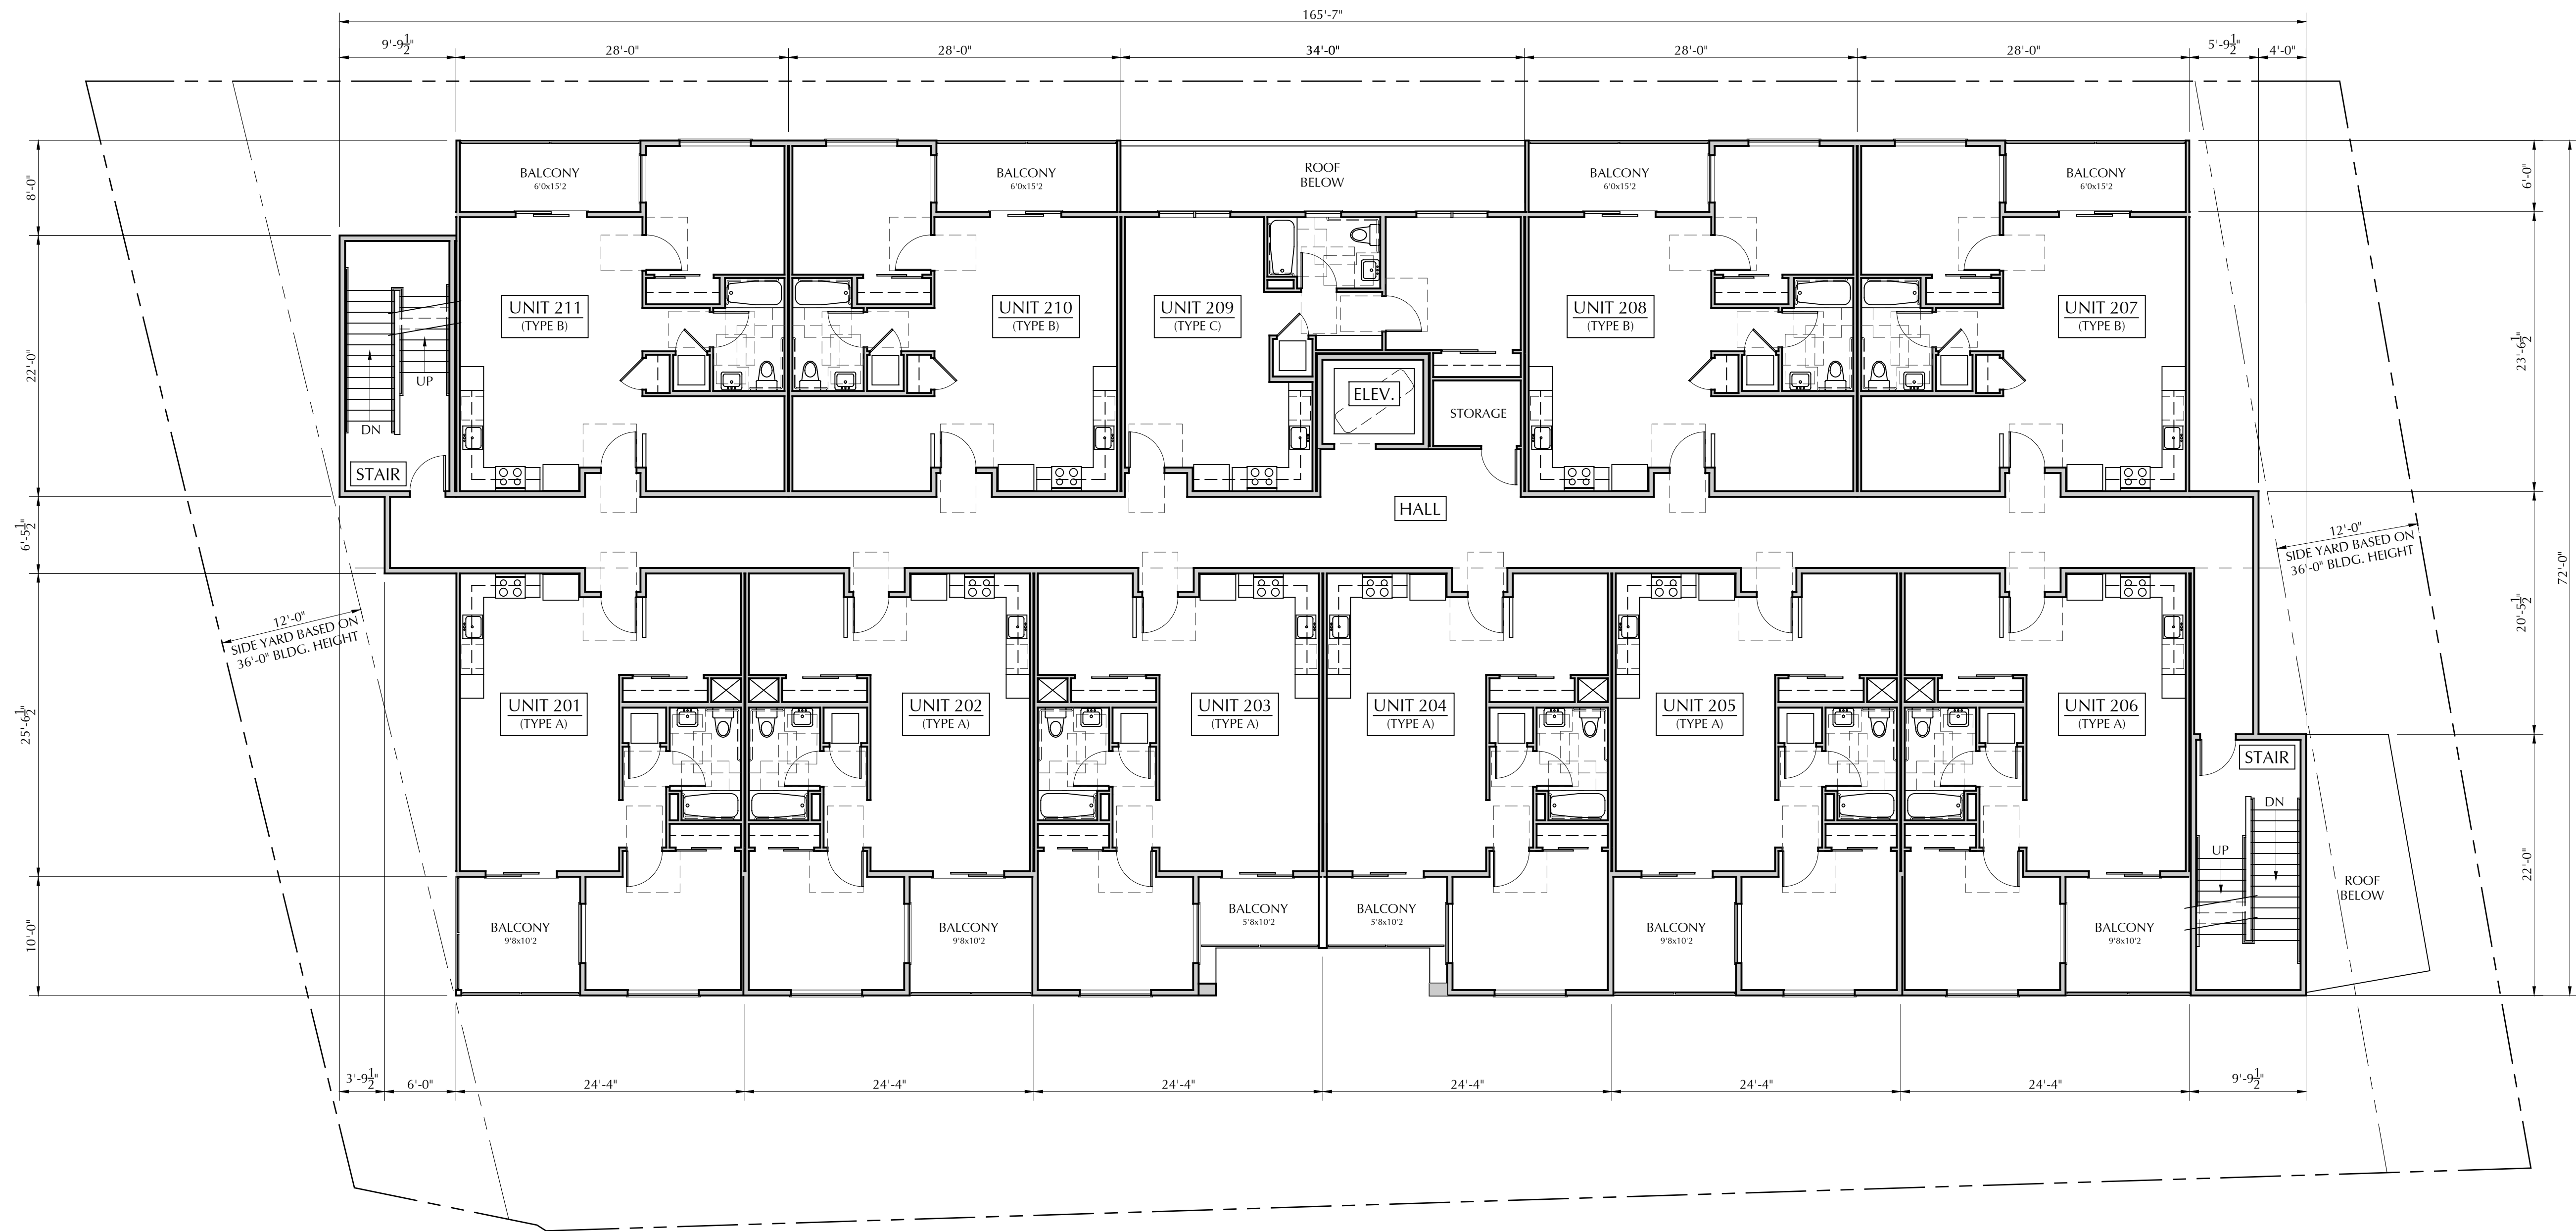 165'-7"
9'-9 1/2"
28'-0"
28'-0"
34'-0"
28'-0"
28'-0"
5'-9 1/2"
4'-0"
8'-0"
22'-0"
6'-5 1/2"
25'-6 1/2"
10'-0"
BALCONY
6'0x15'2
BALCONY
6'0x15'2
ROOF
BELOW
BALCONY
6'0x15'2
BALCONY
6'0x15'2
6'-0"
23'-6 1/2"
20'-5 1/2"
22'-0"
72'-0"
UNIT 211
(TYPE B)
UNIT 210
(TYPE B)
UNIT 209
(TYPE C)
UNIT 208
(TYPE B)
UNIT 207
(TYPE B)
UP
DN
STAIR
ELEV.
STORAGE
HALL
12'-0"
SIDE YARD BASED ON
36'-0" BLDG. HEIGHT
12'-0"
SIDE YARD BASED ON
36'-0" BLDG. HEIGHT
UNIT 201
(TYPE A)
UNIT 202
(TYPE A)
UNIT 203
(TYPE A)
UNIT 204
(TYPE A)
UNIT 205
(TYPE A)
UNIT 206
(TYPE A)
STAIR
DN
UP
ROOF
BELOW
BALCONY
9'8x10'2
BALCONY
9'8x10'2
BALCONY
5'8x10'2
BALCONY
5'8x10'2
BALCONY
9'8x10'2
BALCONY
9'8x10'2
3'-9 1/2"
6'-0"
24'-4"
24'-4"
24'-4"
24'-4"
24'-4"
24'-4"
9'-9 1/2"